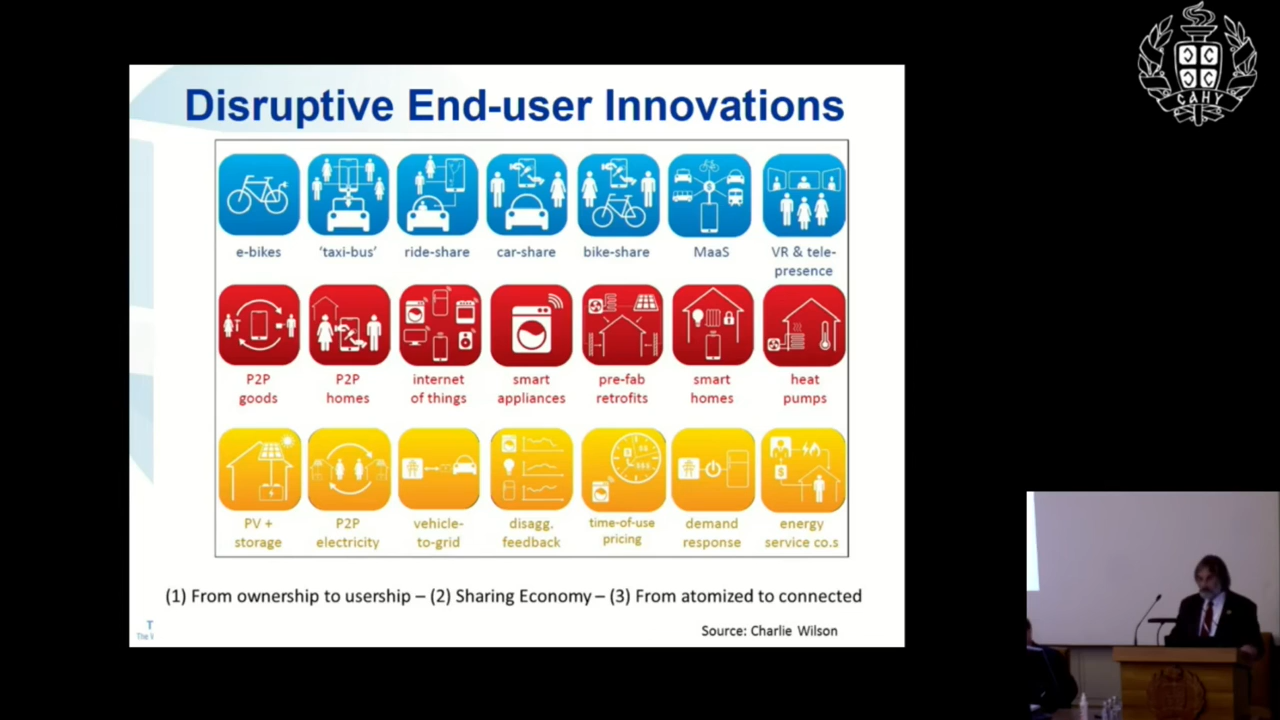 Disruptive End-user Innovations
e-bikes
'taxi-bus'
ride-share
car-share
bike-share
MaaS
VR & tele-
presence
P2P
goods
P2P
homes
internet
of things
smart
appliances
pre-fab
retrofits
smart
homes
heat
pumps
PV +
storage
P2P
electricity
vehicle-
to-grid
disagg.
feedback
time-of-use
pricing
demand
response
energy
service co.s
(1) From ownership to usership – (2) Sharing Economy – (3) From atomized to connected
Source: Charlie Wilson
САНУ